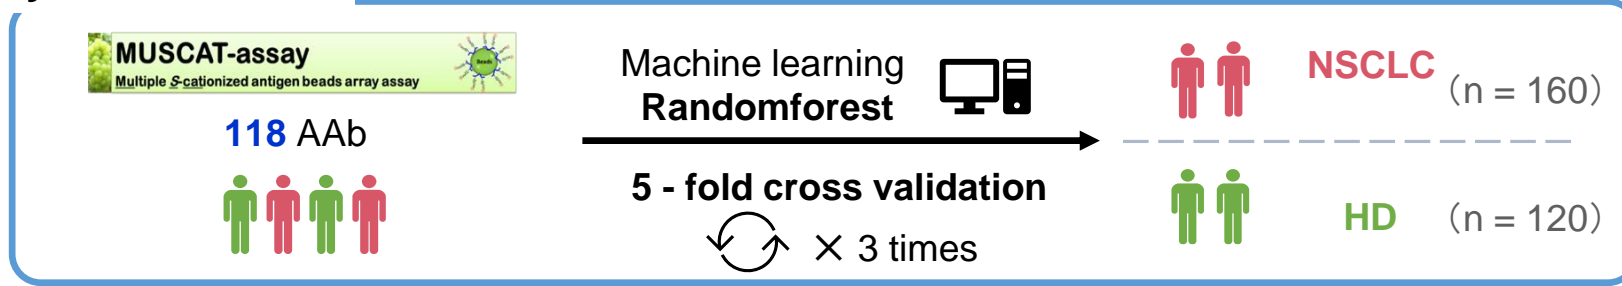 MUSCAT-assay
Multiple S-cationized antigen beads array assay
Beads
118 AAb
Machine learning
Randomforest
5 - fold cross validation
× 3 times
NSCLC (n = 160)
HD (n = 120)